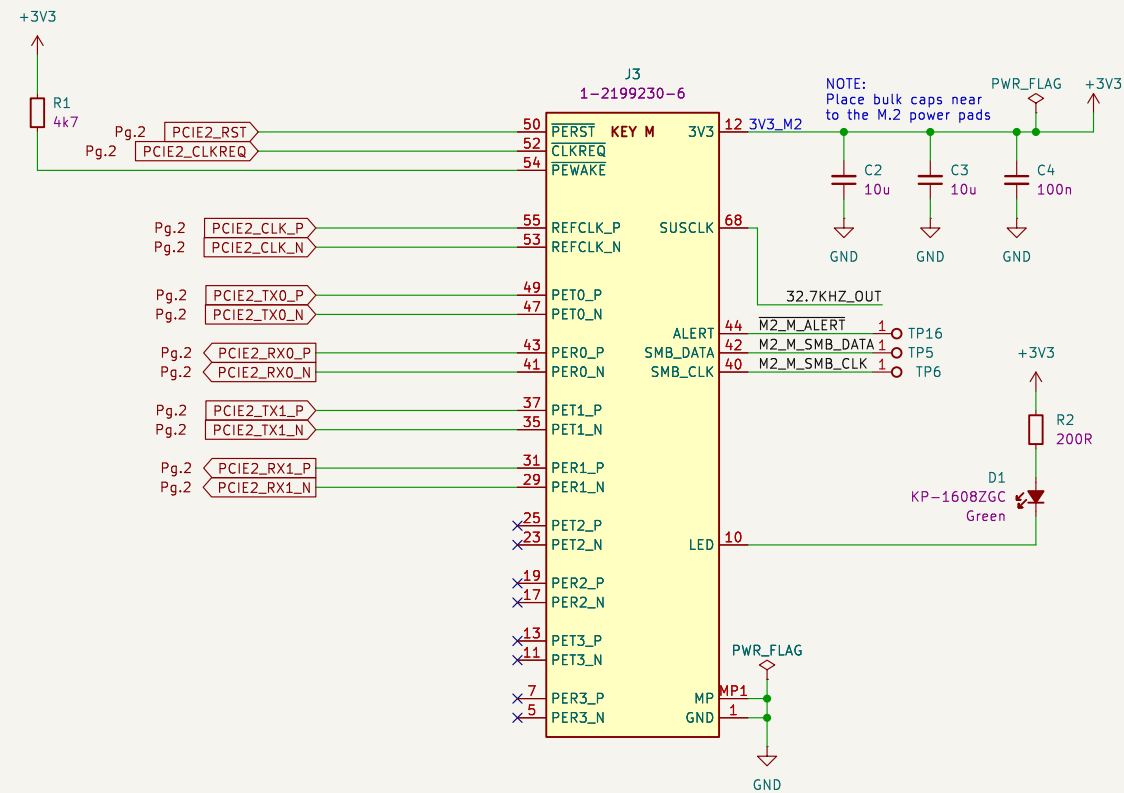 +3V3
R1
4k7
J3
1-2199230-6
NOTE:
Place bulk caps near
to the M.2 power pads
PWR_FLAG
+3V3
Pg.2 PCIE2_RST 50 PERST KEY M 3V3 12 3V3_M2
Pg.2 PCIE2_CLKREQ 52 CLKREQ
54 PEWAKE
C2
10u
GND
C3
10u
GND
C4
100n
GND
Pg.2 PCIE2_CLK_P 55 REFCLK_P SUSCLK 68
Pg.2 PCIE2_CLK_N 53 REFCLK_N
32.7KHZ_OUT
Pg.2 PCIE2_TX0_P 49 PET0_P
Pg.2 PCIE2_TX0_N 47 PET0_N
ALERT 44 M2_M_ALERT 1 TP16
Pg.2 PCIE2_RX0_P 43 PER0_P SMB_DATA 42 M2_M_SMB_DATA 1 TP5
Pg.2 PCIE2_RX0_N 41 PER0_N SMB_CLK 40 M2_M_SMB_CLK 1 TP6
+3V3
R2
200R
Pg.2 PCIE2_TX1_P 37 PET1_P
Pg.2 PCIE2_TX1_N 35 PET1_N
Pg.2 PCIE2_RX1_P 31 PER1_P
Pg.2 PCIE2_RX1_N 29 PER1_N
D1
KP-1608ZGC
Green
25 PET2_P
23 PET2_N LED 10
19 PER2_P
17 PER2_N
13 PET3_P
11 PET3_N
PWR_FLAG
7 PER3_P MP MP1
5 PER3_N GND 1
GND